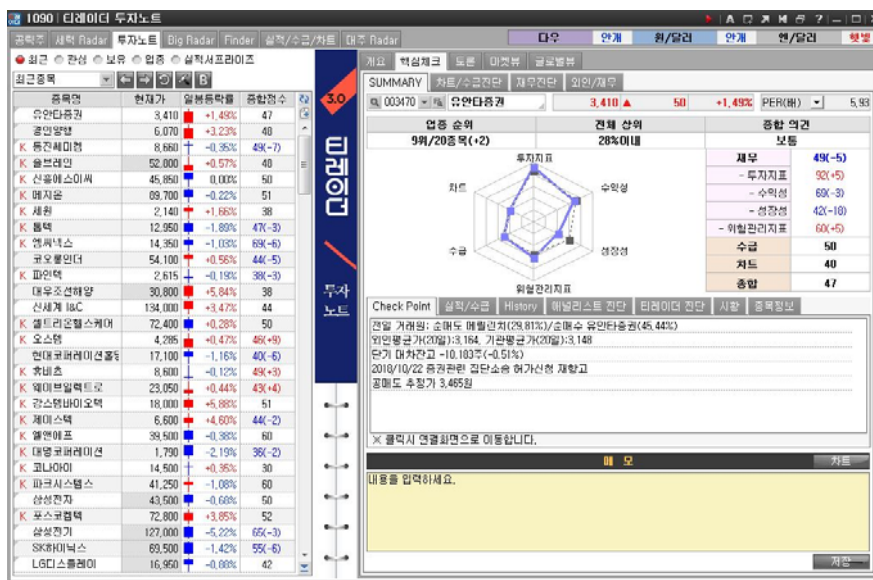 1090 | 티레이더 투자노트
공략주 세력 Radar 투자노트 Big Radar Finder 실적/수급/차트 대주 Radar
다우 안개 원/달러 안개 엔/달러 햇빛
최근 관심 보유 업종 실적서프라이즈
최근종목
종목명 현재가 일봉등락률 종합점수
유안타증권 3,410 +1,49% 47
경인양행 6,070 +3,23% 48
K 동진쎄미켐 8,660 -0,35% 49(-7)
K 솔브레인 52,000 +0,57% 48
K 신흥에스이씨 45,850 0,00% 50
K 메지온 89,700 -0,22% 51
K 세원 2,140 +1,66% 38
K 톱텍 12,950 -1,89% 47(-3)
K 엠씨넥스 14,350 -1,03% 69(-6)
코오롱인더 54,100 +0,56% 44(-5)
K 파인텍 2,615 -0,19% 38(-3)
대우조선해양 30,800 +5,84% 38
신세계 I&C 134,000 +3,47% 44
K 셀트리온헬스케어 72,400 +0,28% 50
K 오스템 4,285 +0,47% 46(+9)
현대코퍼레이션홀딩 17,100 -1,16% 40(-6)
K 휴비츠 8,600 -0,12% 49(+3)
K 웨이브일렉트로 23,050 +0,44% 43(+4)
K 강스템바이오텍 18,000 +5,88% 51
K 제이스텍 6,600 +4,60% 44(-2)
K 엘앤에프 39,500 -0,38% 60
K 대명코퍼레이션 1,790 -2,19% 36(-2)
K 코나아이 14,500 +0,35% 30
K 파크시스템스 41,250 -1,08% 60
삼성전자 43,500 -0,68% 50
K 포스코켐텍 72,800 +3,85% 52
삼성전기 127,000 -5,22% 65(-3)
SK하이닉스 69,500 -1,42% 55(-6)
LG디스플레이 16,950 -0,88% 42
3.0
티레이더
투자
노트
개요 핵심체크 토론 마켓뷰 글로벌뷰
SUMMARY 차트/수급진단 재무진단 외인/재무
003470 유안타증권 3,410 ▲ 50 +1,49% PER(배) 5,93
업종 순위 전체 상위 종합 의견
9위/20종목(+2) 28%이내 보통
투자지표
차트 수익성
수급 성장성
위험관리지표
재무 49(-5)
- 투자지표 92(+5)
- 수익성 69(-3)
- 성장성 42(-18)
- 위험관리지표 60(+5)
수급 50
차트 40
종합 47
Check Point 실적/수급 History 애널리스트 진단 티레이더 진단 시황 종목정보
전일 거래원: 순매도 메릴린치(29,81%)/순매수 유안타증권(45,44%)
외인평균가(20일):3,164, 기관평균가(20일):3,148
단기 대차잔고 -10,183주(-0.51%)
2018/10/22 증권관련 집단소송 허가신청 재항고
공매도 추정가 3,465원
※ 클릭시 연결화면으로 이동합니다.
메 모 차트
내용을 입력하세요.
저장